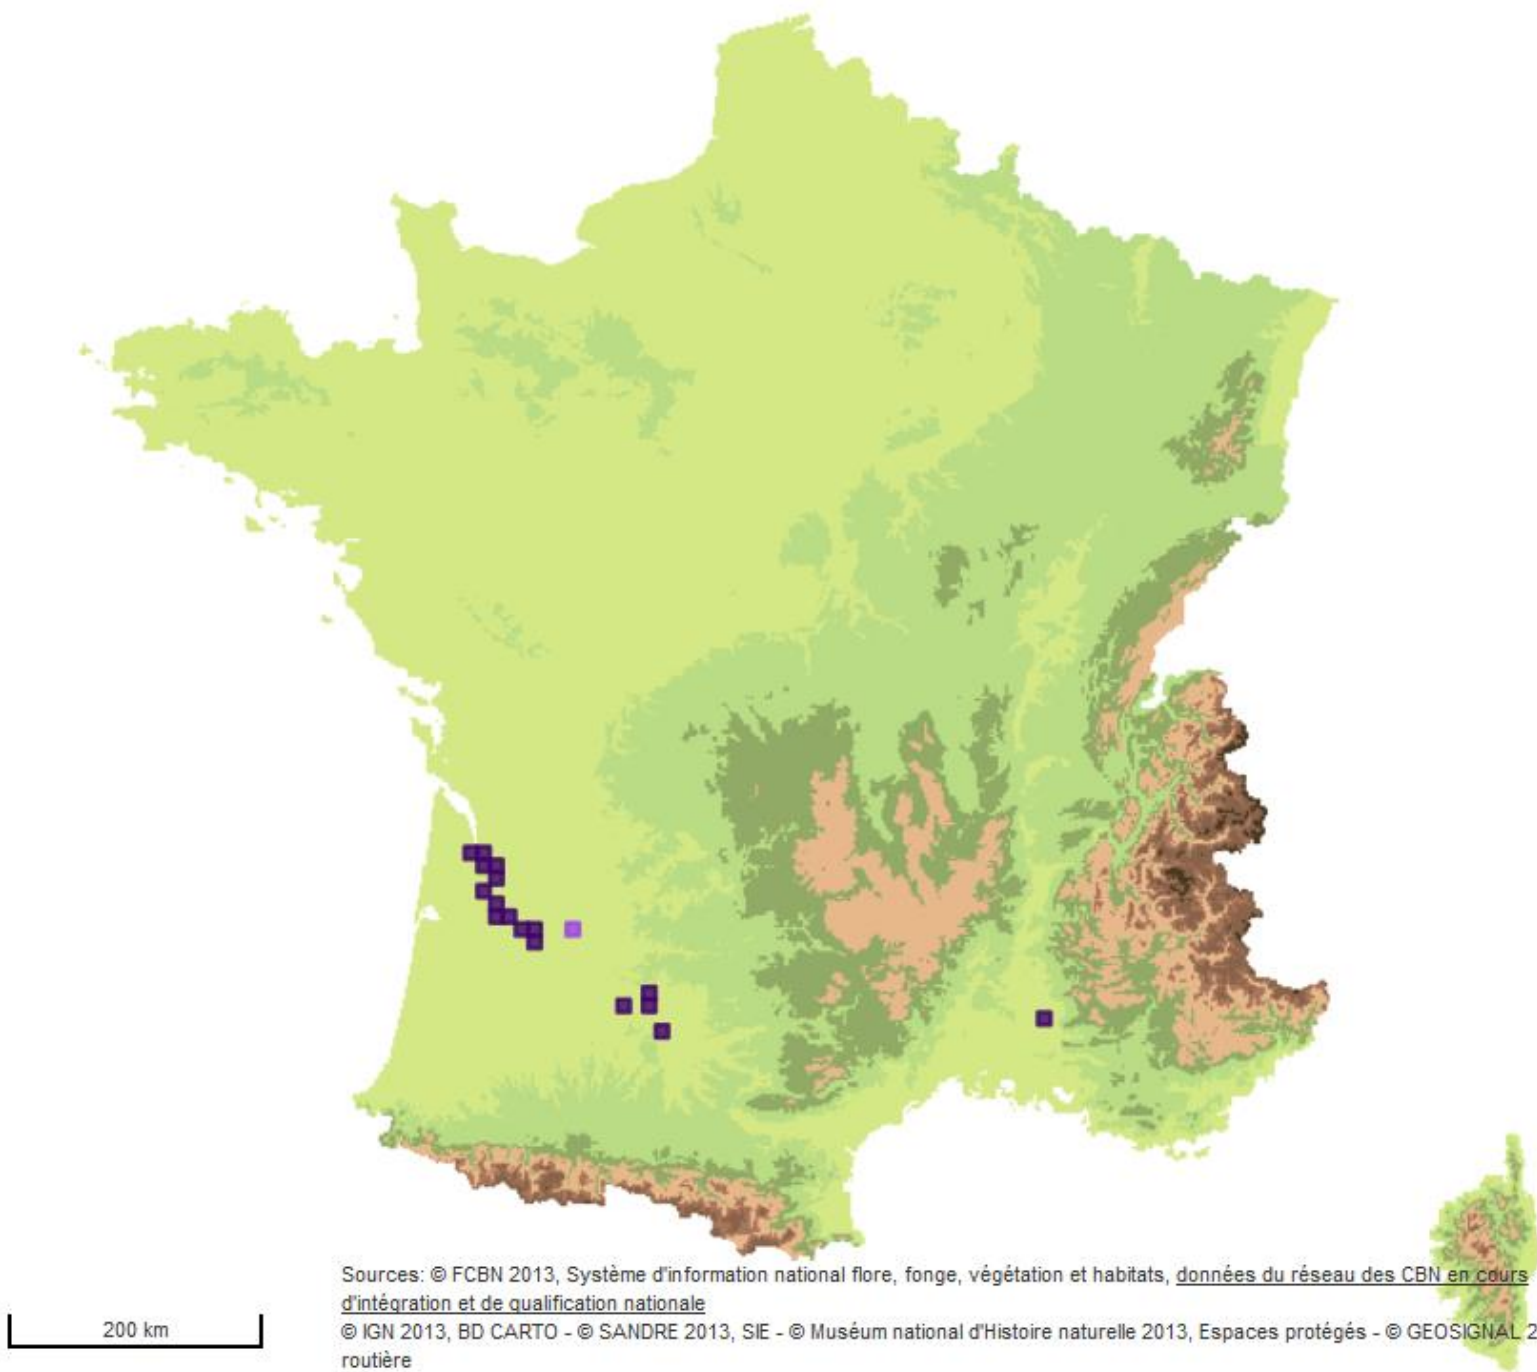 Sources: © FCBN 2013, Système d'information national flore, fonge, végétation et habitats, données du réseau des CBN en cours
d'intégration et de qualification nationale
200 km
© IGN 2013, BD CARTO - © SANDRE 2013, SIE - © Muséum national d'Histoire naturelle 2013, Espaces protégés - © GEOSIGNAL 2
routière